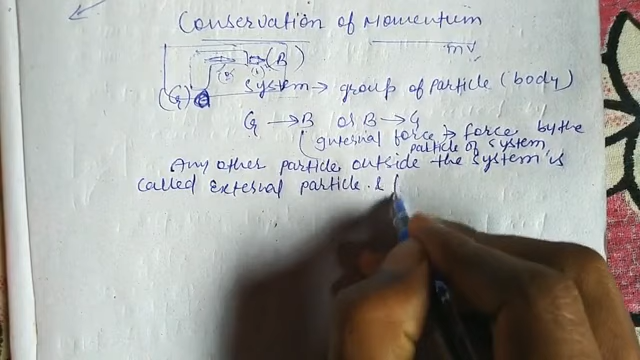 Conservation of Momentum
mv
(B)
System → group of particle (body)
(G)
G → B or B → G
internal force → force by the
particle of system
Any other particle outside the system is
called external particle. &